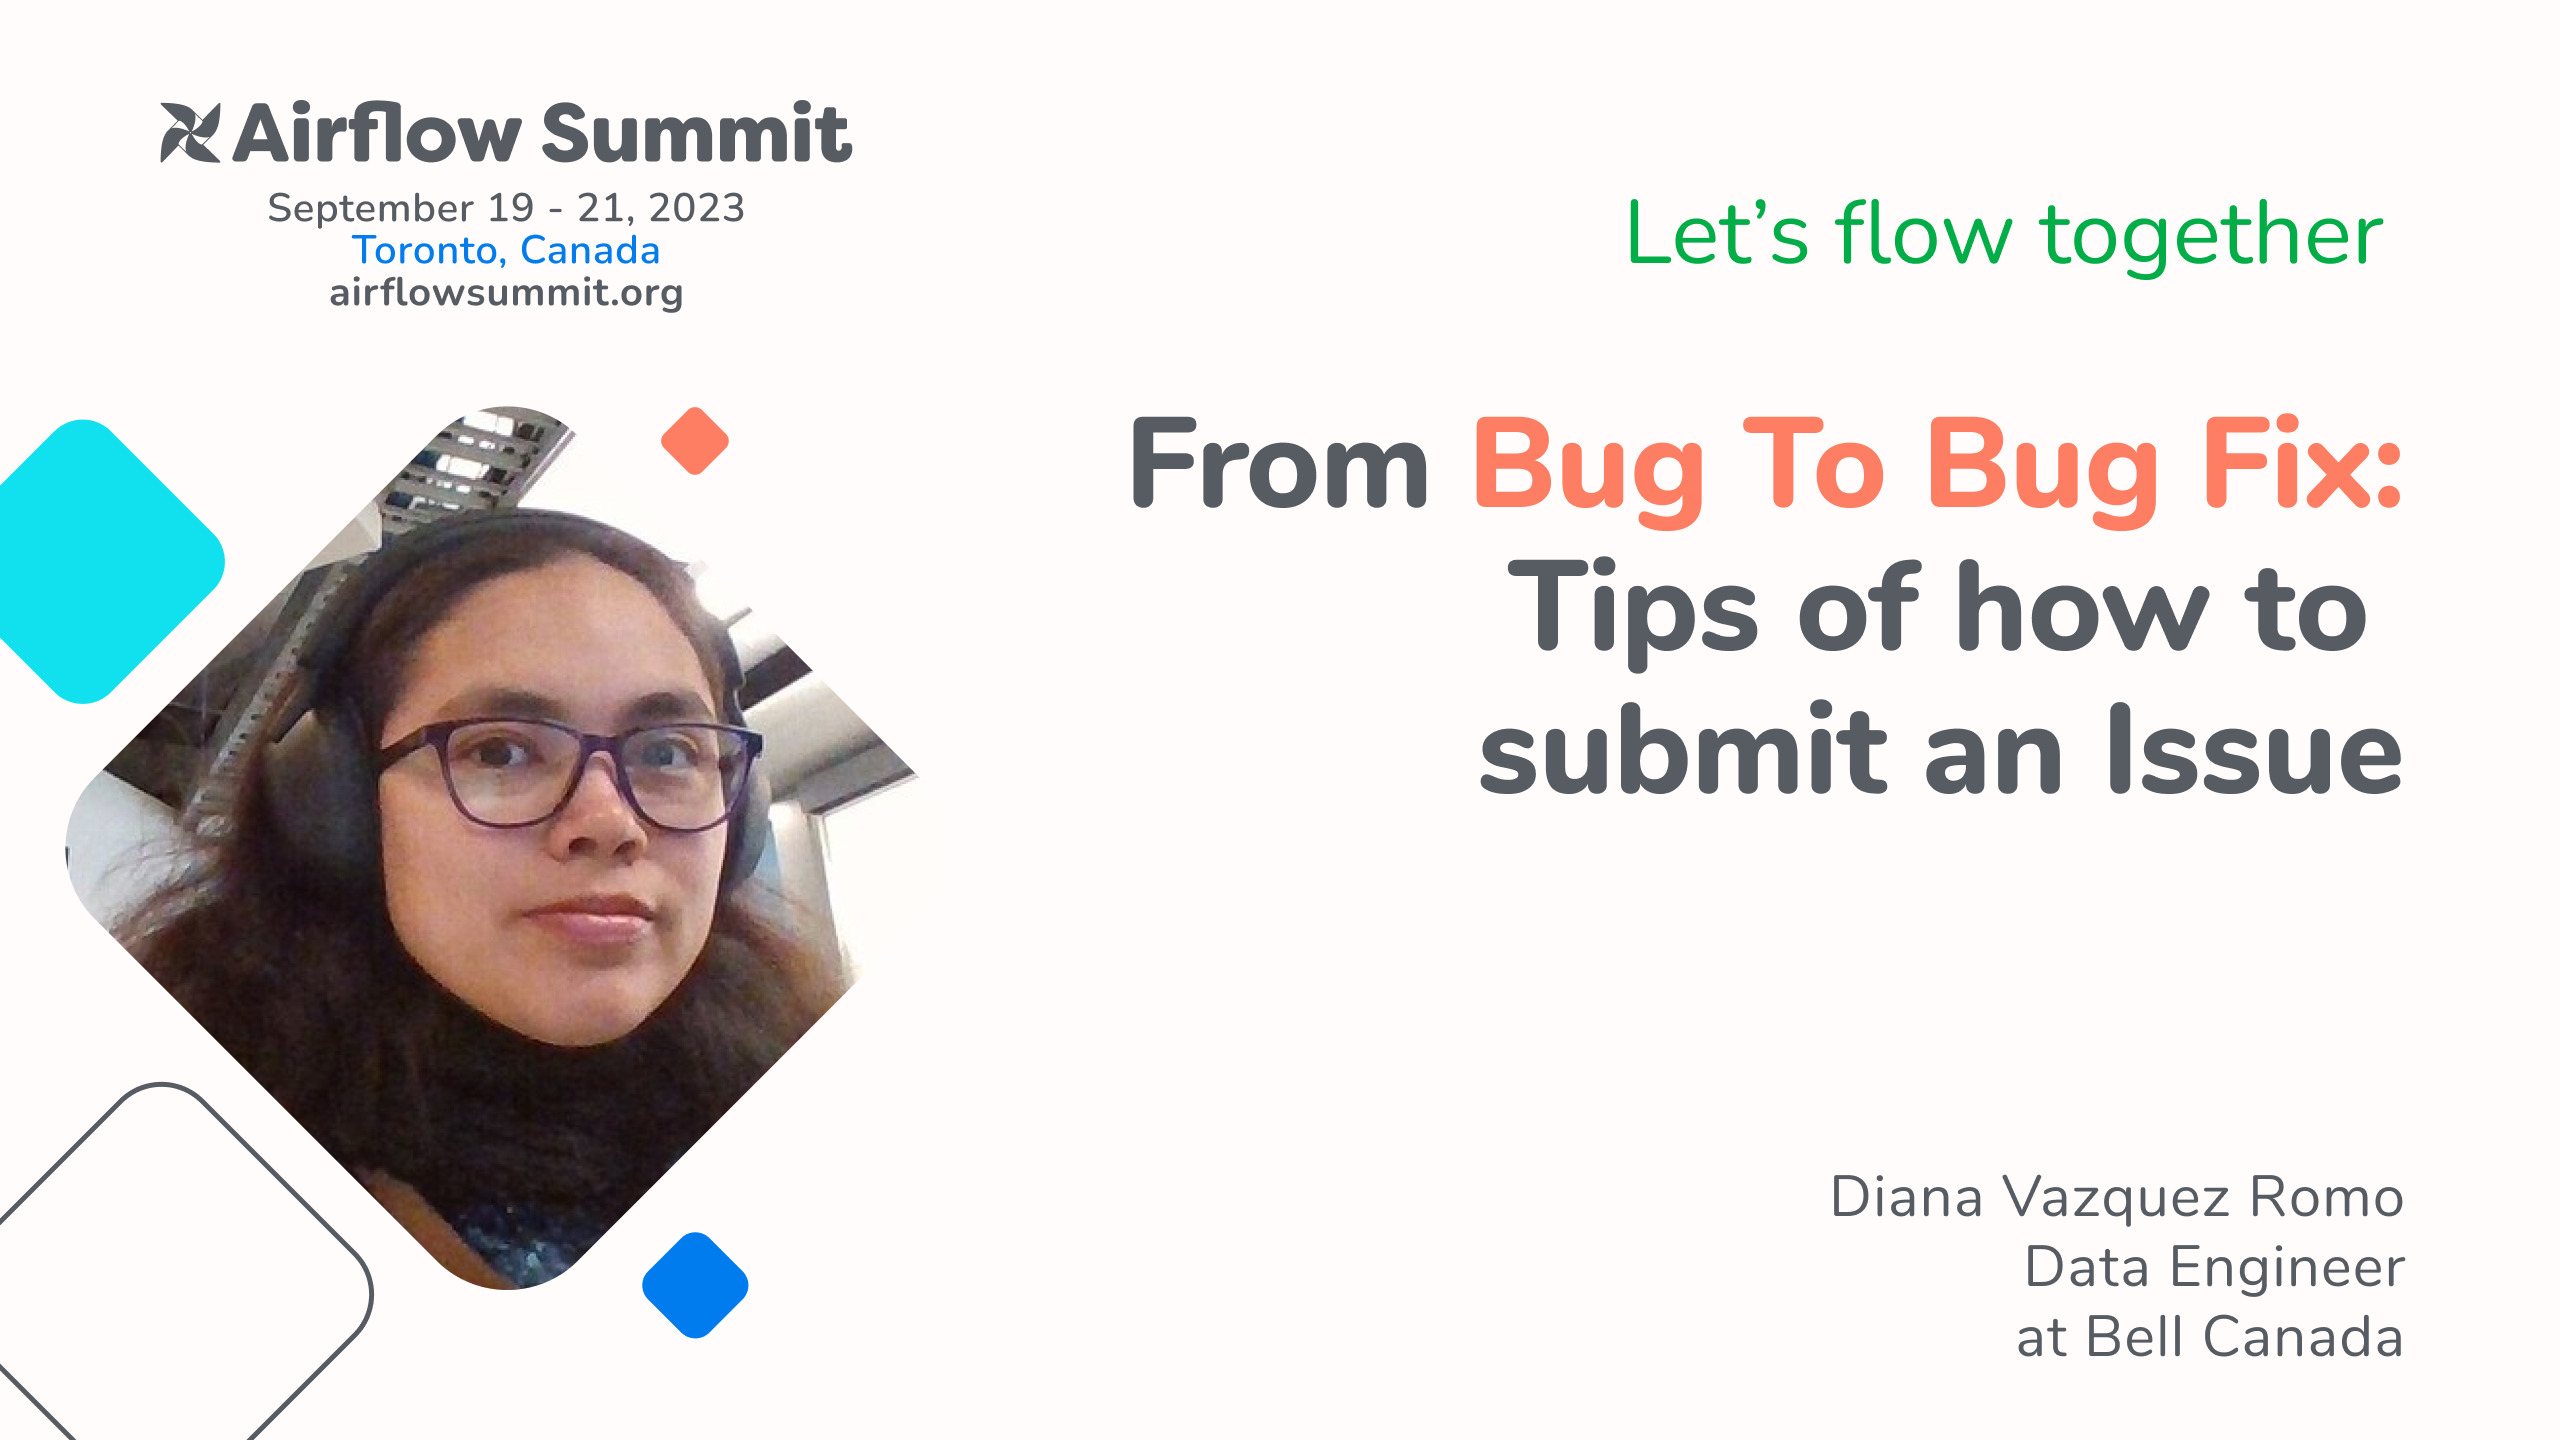 Airflow Summit
September 19 - 21, 2023
Toronto, Canada
airflowsummit.org
Let’s flow together
From Bug To Bug Fix:
Tips of how to
submit an Issue
Diana Vazquez Romo
Data Engineer
at Bell Canada